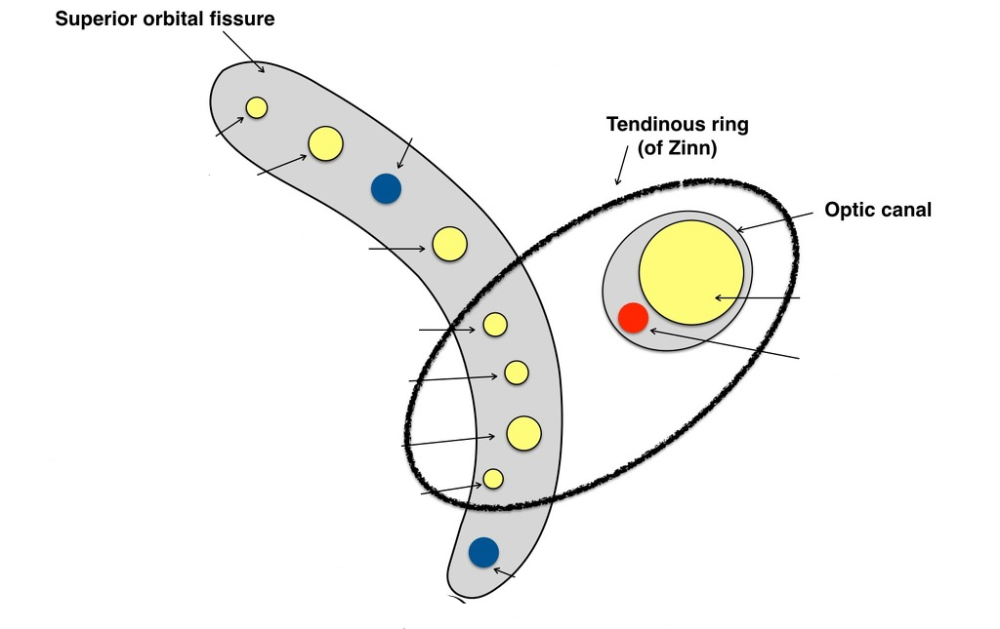 Superior orbital fissure
Tendinous ring
(of Zinn)
Optic canal